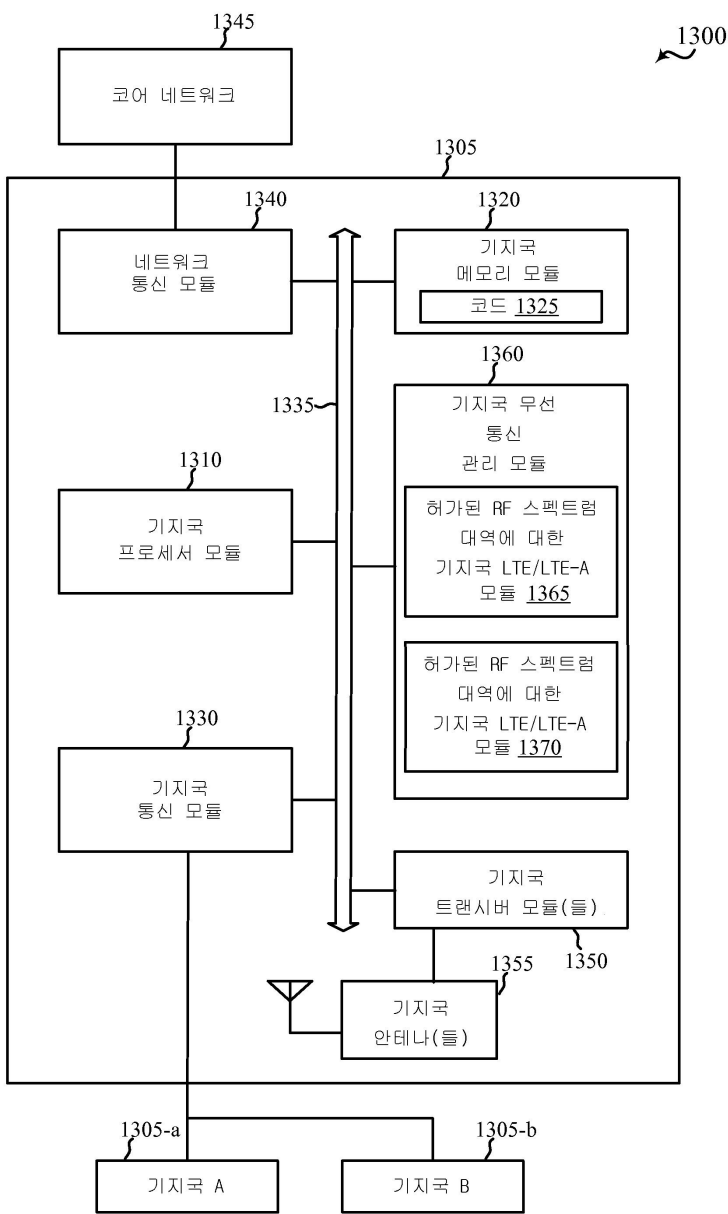 1300
1345
코어 네트워크
1305
1340
네트워크
통신 모듈
1320
기지국
메모리 모듈
코드 1325
1335
1360
기지국 무선
통신
관리 모듈
허가된 RF 스펙트럼
대역에 대한
기지국 LTE/LTE-A
모듈 1365
허가된 RF 스펙트럼
대역에 대한
기지국 LTE/LTE-A
모듈 1370
1310
기지국
프로세서 모듈
1330
기지국
통신 모듈
기지국
트랜시버 모듈(들)
1350
1355
기지국
안테나(들)
1305-a
기지국 A
1305-b
기지국 B